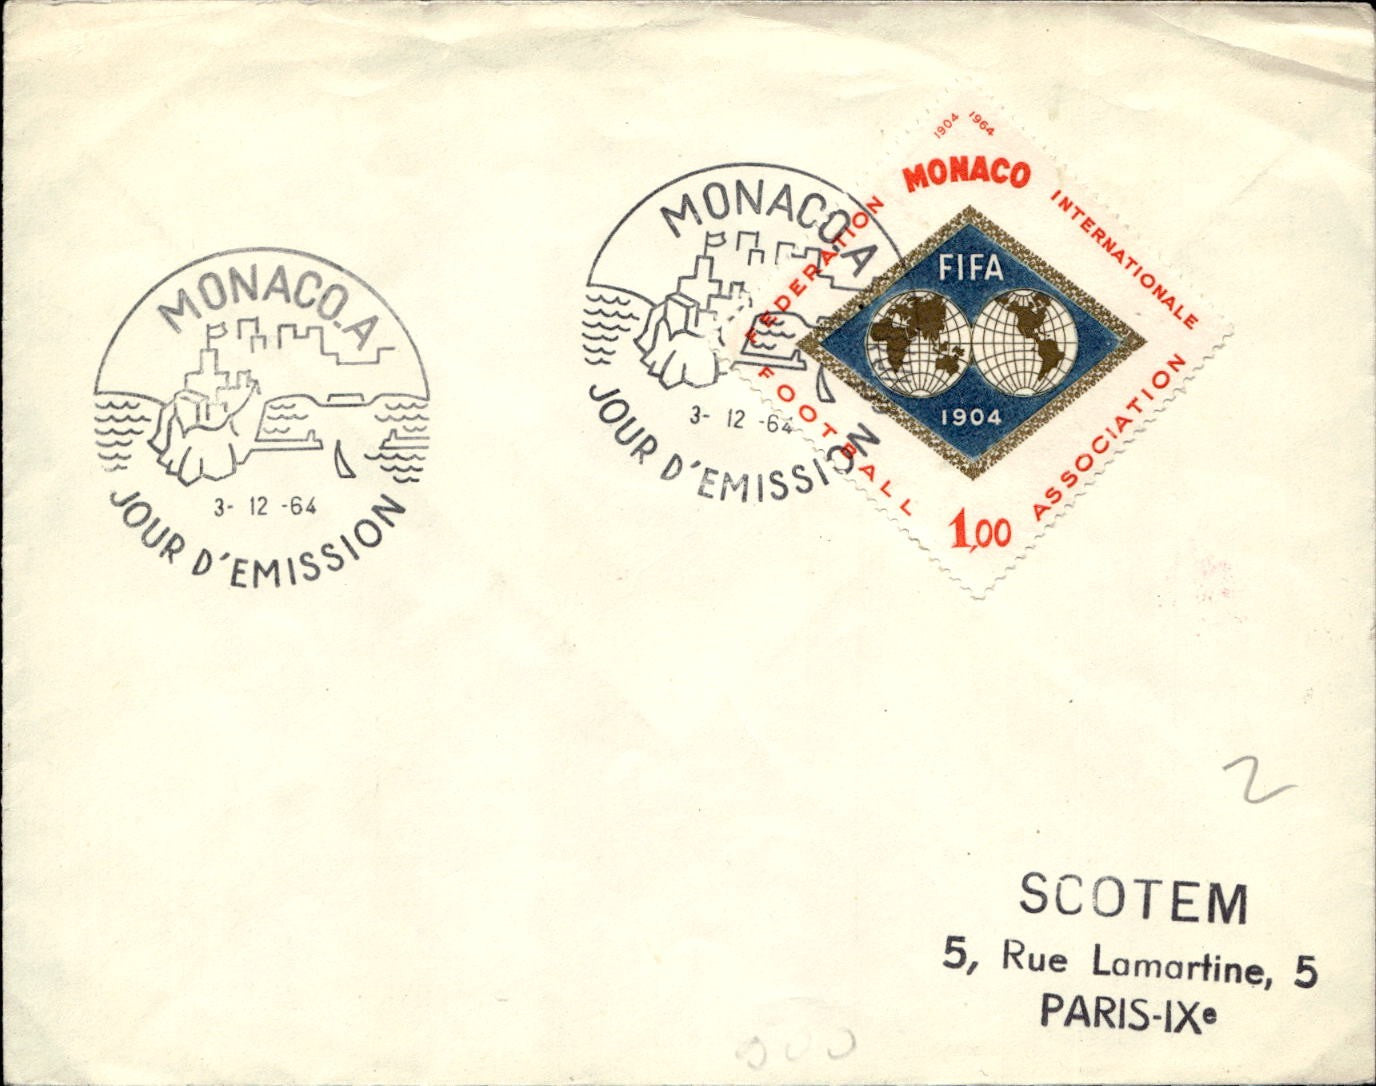 MONACO.A
3- 12 -64
JOUR D'EMISSION
MONACO.A
3- 12 -64
JOUR D'EMISSION
1904 1964
MONACO
FEDERATION INTERNATIONALE
FIFA
1904
FOOTBALL ASSOCIATION
1,00
2
SCOTEM
5, Rue Lamartine, 5
PARIS-IXe